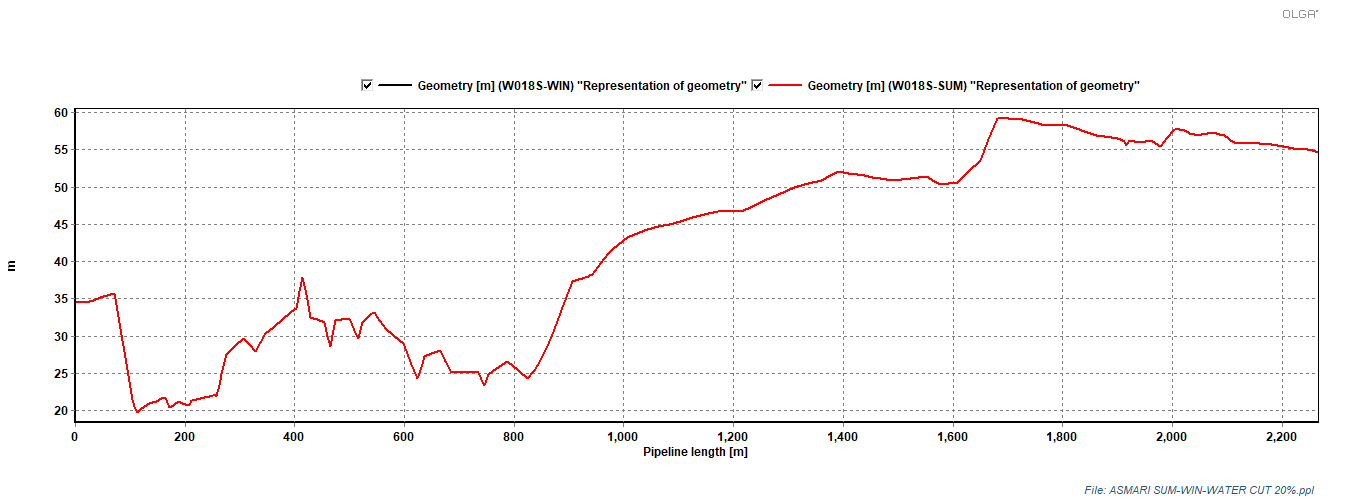 OLGA®
Geometry [m] (W018S-WIN) "Representation of geometry" Geometry [m] (W018S-SUM) "Representation of geometry"
60
55
50
45
40
35
30
25
20
m
0 200 400 600 800 1,000 1,200 1,400 1,600 1,800 2,000 2,200
Pipeline length [m]
File: ASMARI SUM-WIN-WATER CUT 20%.ppl